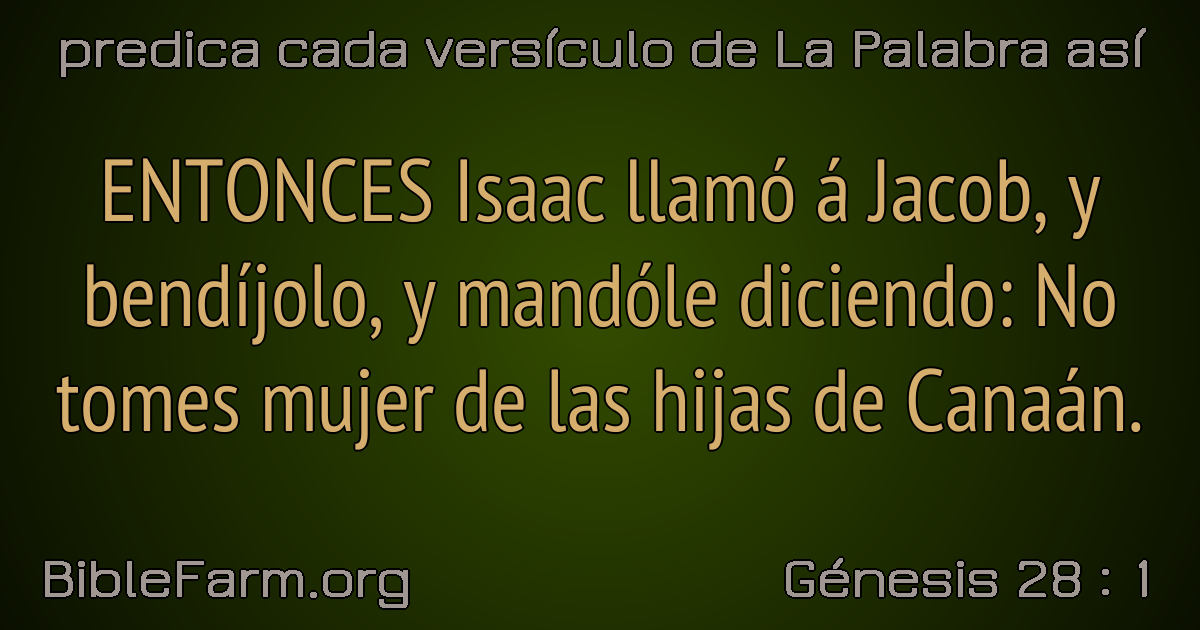 predica cada versículo de La Palabra así
ENTONCES Isaac llamó á Jacob, y
bendíjolo, y mandóle diciendo: No
tomes mujer de las hijas de Canaán.
BibleFarm.org
Génesis 28 : 1